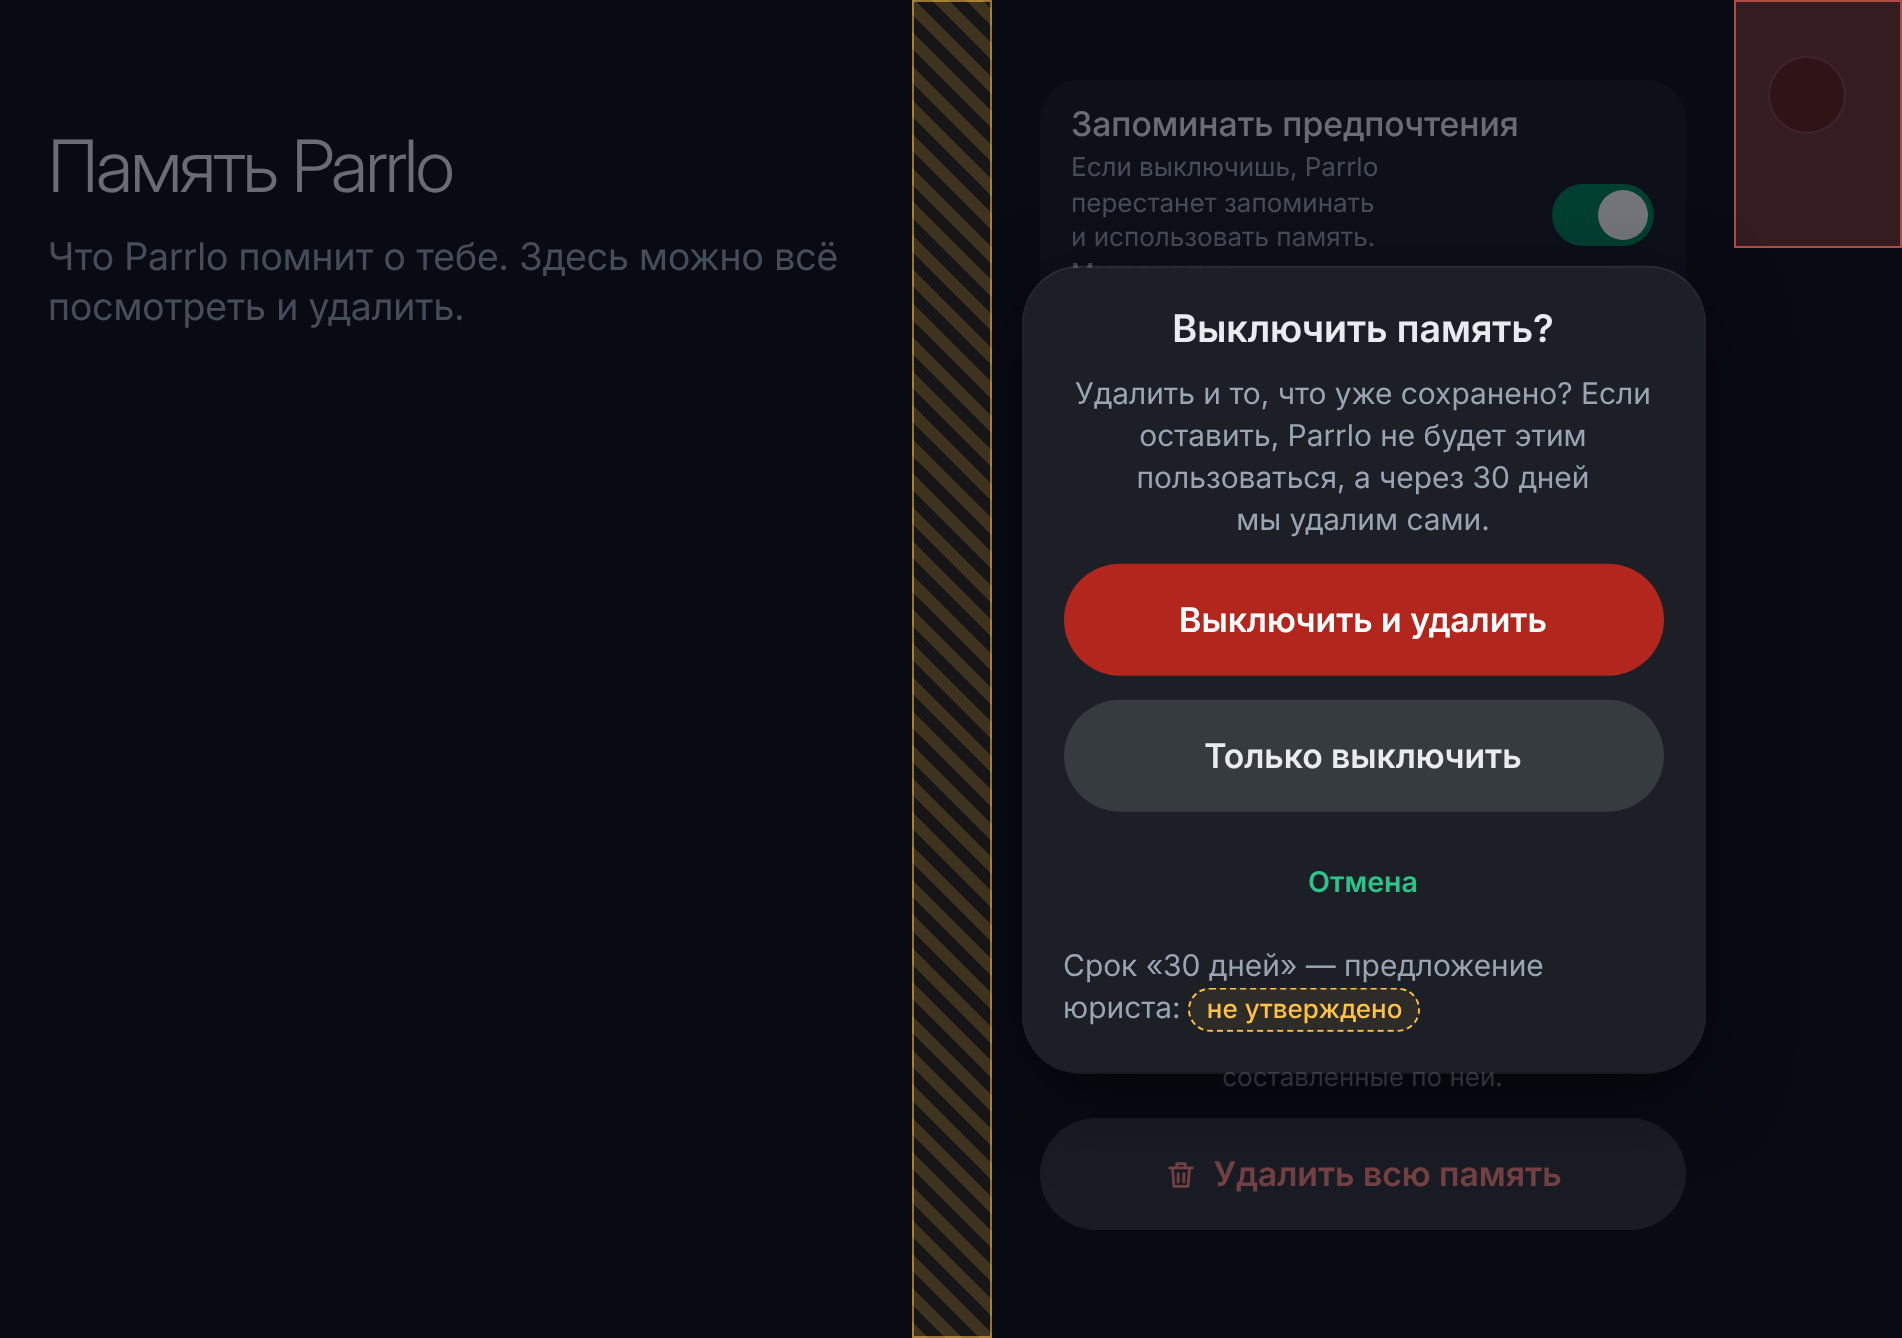 Память Parrlo
Что Parrlo помнит о тебе. Здесь можно всё
посмотреть и удалить.
Запоминать предпочтения
Если выключишь, Parrlo
перестанет запоминать
и использовать память.
Выключить память?
Удалить и то, что уже сохранено? Если
оставить, Parrlo не будет этим
пользоваться, а через 30 дней
мы удалим сами.
Выключить и удалить
Только выключить
Отмена
Срок «30 дней» — предложение
юриста: не утверждено
составленные по ней.
Удалить всю память